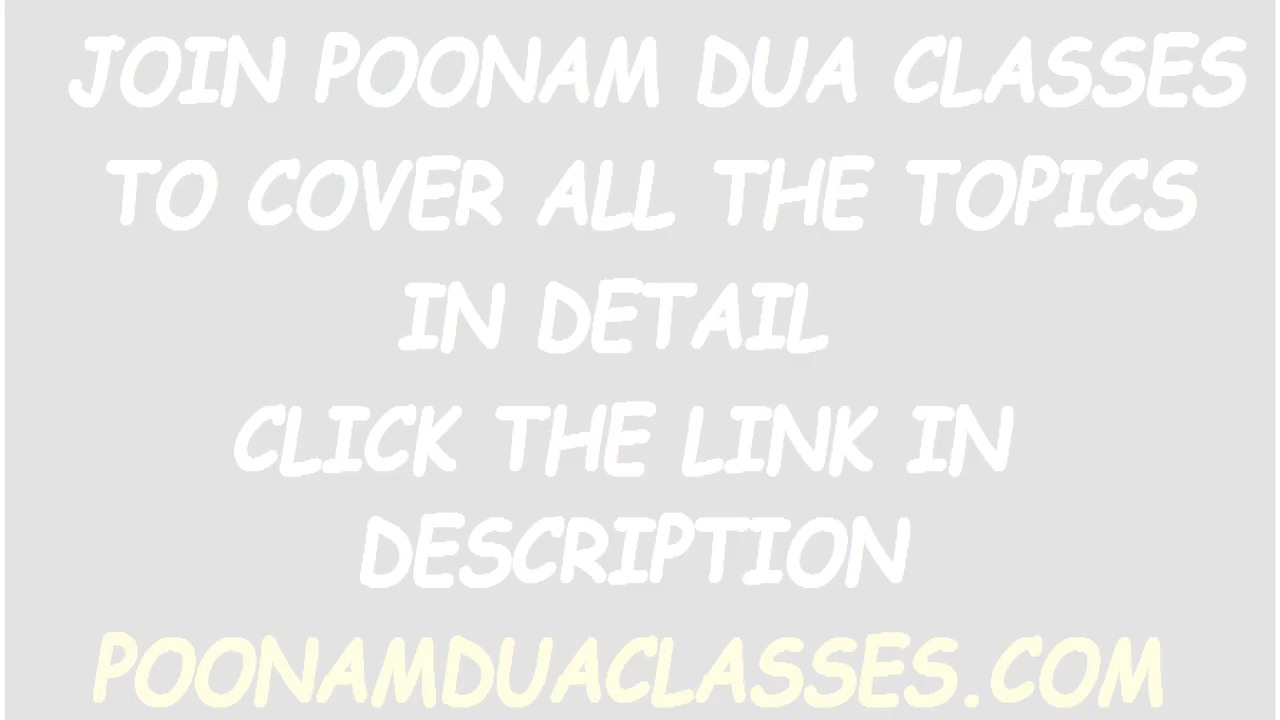 JOIN POONAM DUA CLASSES
TO COVER ALL THE TOPICS
IN DETAIL
CLICK THE LINK IN
DESCRIPTION
POONAMDUACLASSES.COM